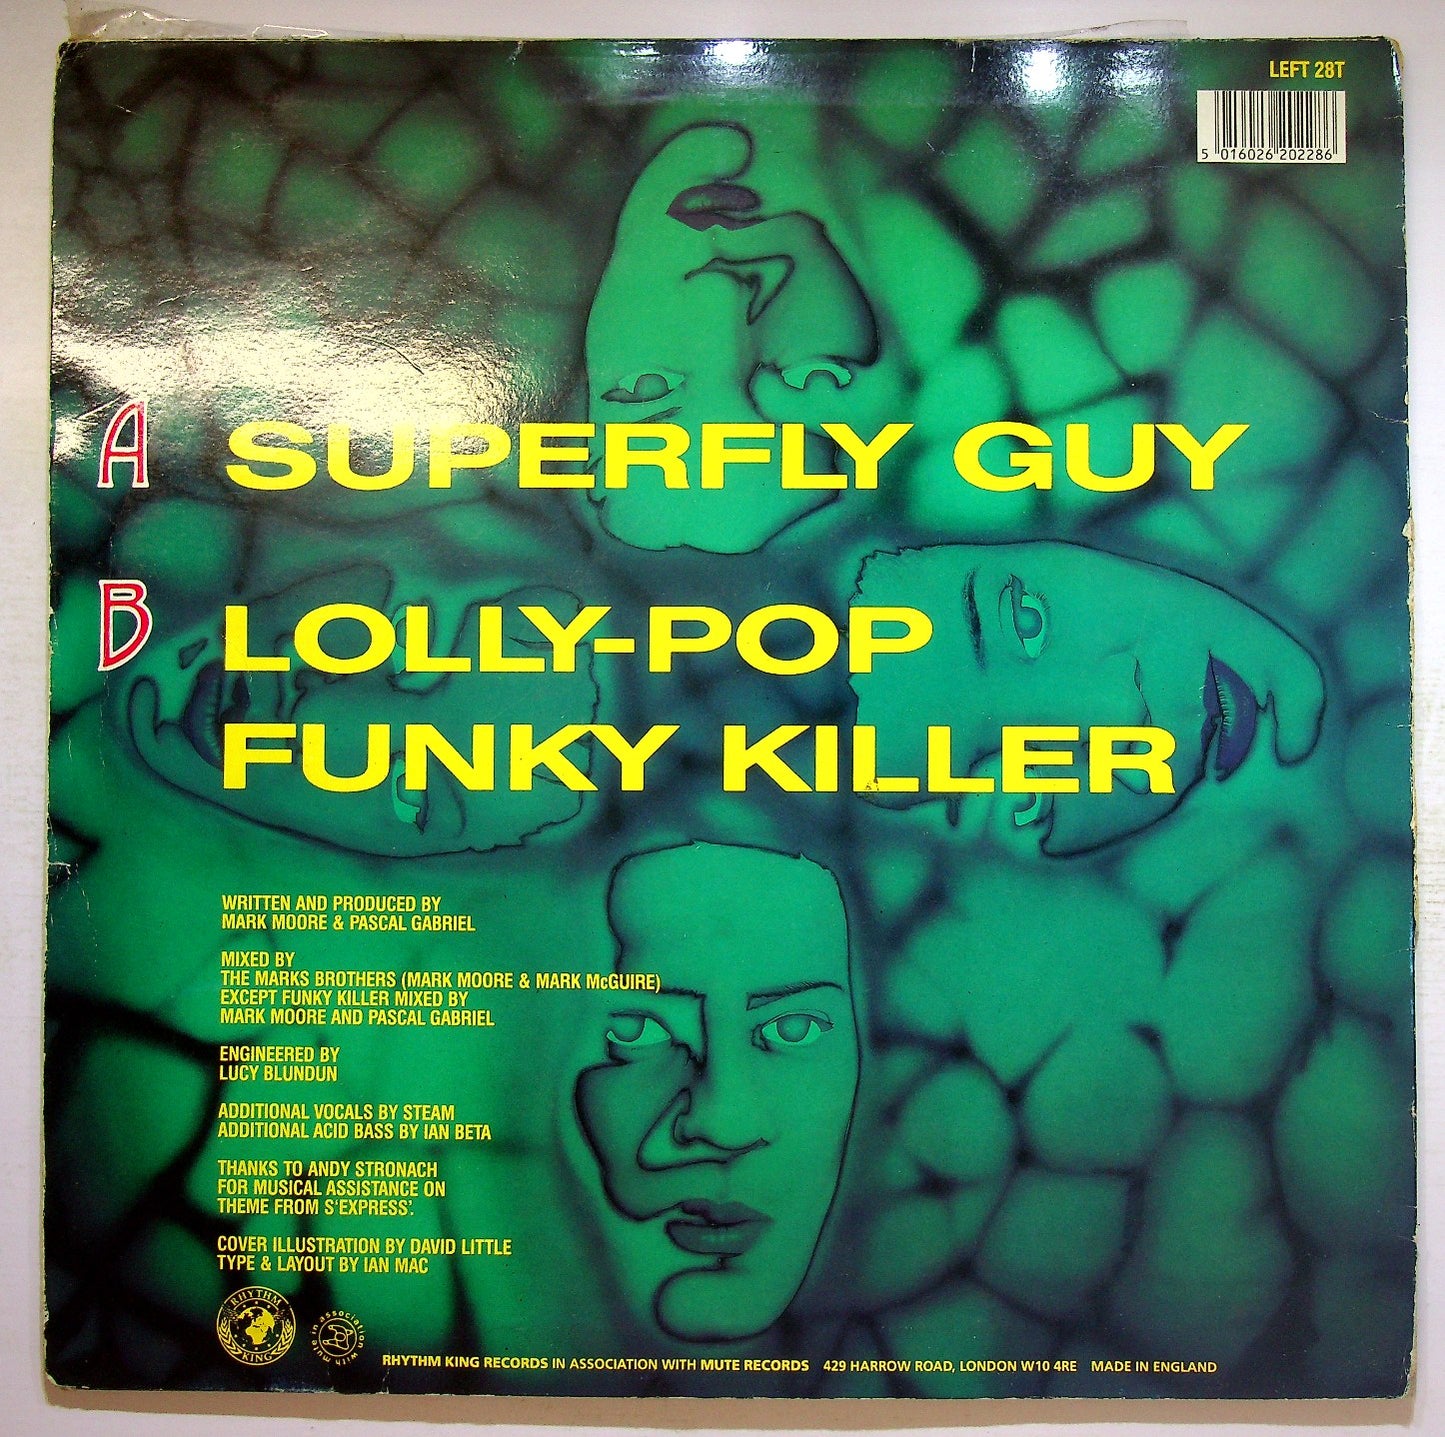 LEFT 28T
5 016026 202286
A SUPERFLY GUY
B LOLLY-POP
FUNKY KILLER
WRITTEN AND PRODUCED BY
MARK MOORE & PASCAL GABRIEL
MIXED BY
THE MARKS BROTHERS (MARK MOORE & MARK McGUIRE)
EXCEPT FUNKY KILLER MIXED BY
MARK MOORE AND PASCAL GABRIEL
ENGINEERED BY
LUCY BLUNDUN
ADDITIONAL VOCALS BY STEAM
ADDITIONAL ACID BASS BY IAN BETA
THANKS TO ANDY STRONACH
FOR MUSICAL ASSISTANCE ON
THEME FROM S'EXPRESS'.
COVER ILLUSTRATION BY DAVID LITTLE
TYPE & LAYOUT BY IAN MAC
RHYTHM
KING
in association
with mute
RHYTHM KING RECORDS IN ASSOCIATION WITH MUTE RECORDS 429 HARROW ROAD, LONDON W10 4RE MADE IN ENGLAND